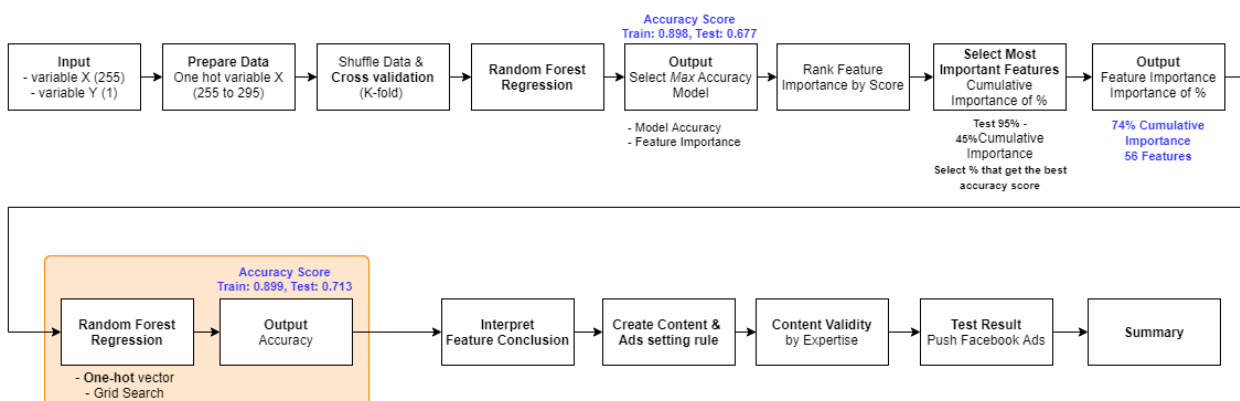 Accuracy Score
Train: 0.898, Test: 0.677
Input
- variable X (255)
- variable Y (1)
Prepare Data
One hot variable X
(255 to 295)
Shuffle Data &
Cross validation
(K-fold)
Random Forest
Regression
Output
Select Max Accuracy
Model
- Model Accuracy
- Feature Importance
Rank Feature
Importance by Score
Select Most
Important Features
Cumulative
Importance of %
Test 95% -
45%Cumulative
Importance
Select % that get the best
accuracy score
Output
Feature Importance
Importance of %
74% Cumulative
Importance
56 Features
Accuracy Score
Train: 0.899, Test: 0.713
Random Forest
Regression
- One-hot vector
- Grid Search
Output
Accuracy
Interpret
Feature Conclusion
Create Content &
Ads setting rule
Content Validity
by Expertise
Test Result
Push Facebook Ads
Summary